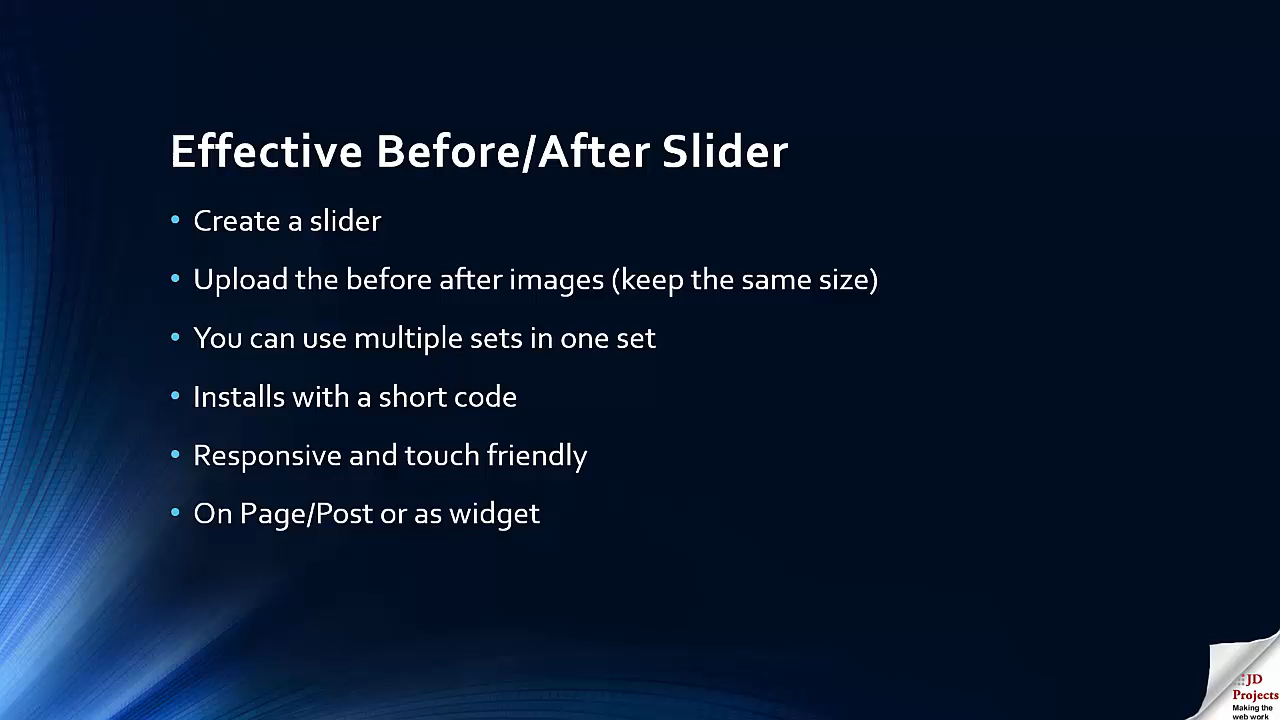 Effective Before/After Slider
• Create a slider
• Upload the before after images (keep the same size)
• You can use multiple sets in one set
• Installs with a short code
• Responsive and touch friendly
• On Page/Post or as widget
JD
Projects
Making the
web work